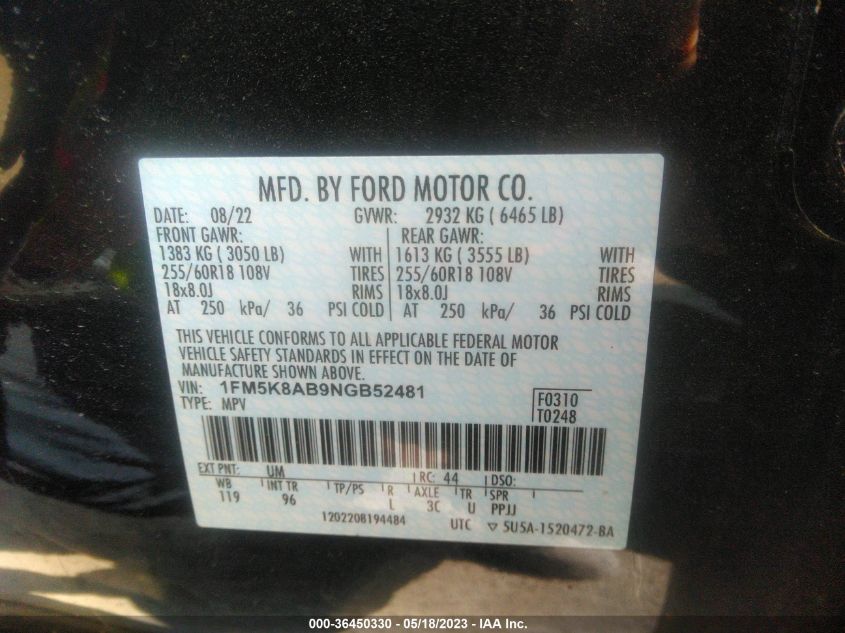 MFD. BY FORD MOTOR CO.
DATE: 08/22 GVWR: 2932 KG ( 6465 LB)
FRONT GAWR: REAR GAWR:
1383 KG ( 3050 LB) WITH 1613 KG ( 3555 LB) WITH
255/60R18 108V TIRES 255/60R18 108V TIRES
18x8.0J RIMS 18x8.0J RIMS
AT 250 kPa/ 36 PSI COLD AT 250 kPa/ 36 PSI COLD
THIS VEHICLE CONFORMS TO ALL APPLICABLE FEDERAL MOTOR
VEHICLE SAFETY STANDARDS IN EFFECT ON THE DATE OF
MANUFACTURE SHOWN ABOVE.
VIN: 1FM5K8AB9NGB52481 F0310
TYPE: MPV T0248
EXT PNT: UM RC: 44 DSO:
WB INT TR TP/PS R AXLE TR SPR
119 96 L 3C U PPJJ
1202208194484 UTC ▽ 5U5A-1520472-BA
000-36450330 - 05/18/2023 - IAA Inc.